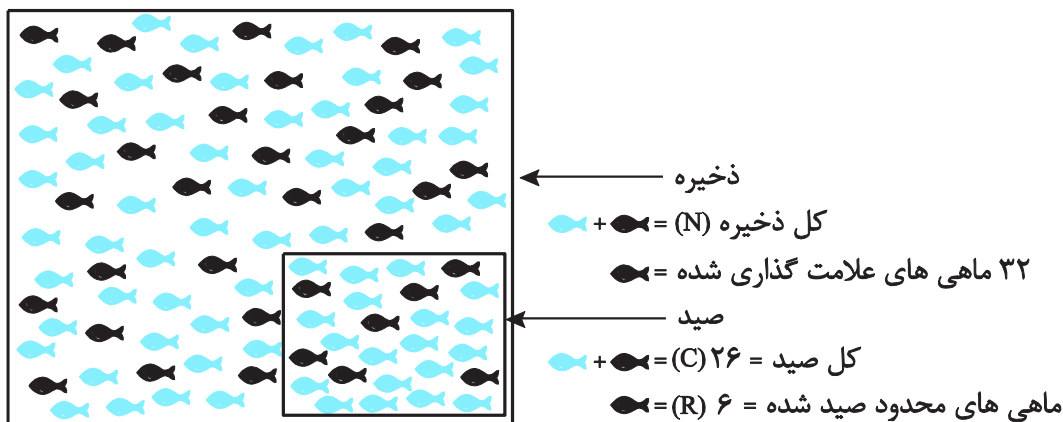 ذخیره
کل ذخیره (N) = +
۳۲ ماهی های علامت گذاری شده =
صید
کل صید = ۲۶ (C) = +
ماهی های محدود صید شده = ۶ (R) =